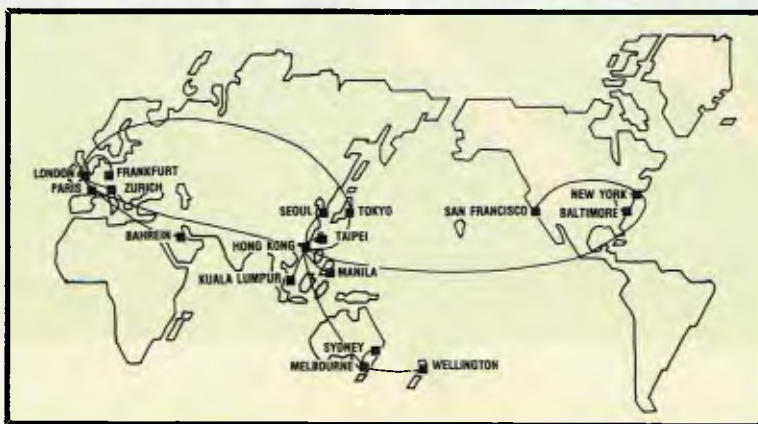 LONDON
FRANKFURT
PARIS
ZURICH
NEW YORK
SEOUL
TOKYO
SAN FRANCISCO
BALTIMORE
BAHREIN
HONG KONG
TAIPEI
KUALA LUMPUR
MANILA
SYDNEY
MELBOURNE
WELLINGTON